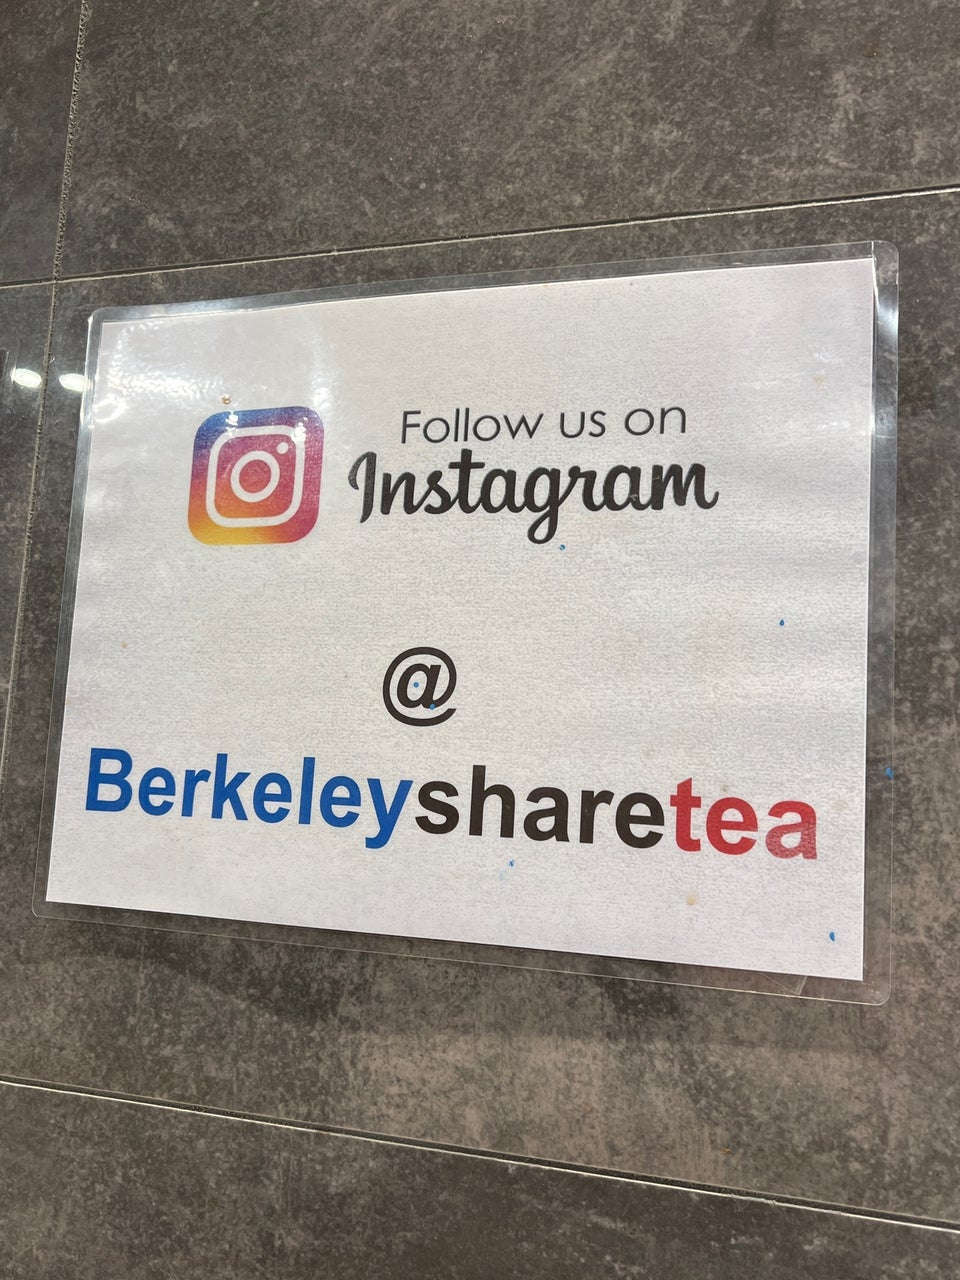 Follow us on
Instagram
@
Berkeleysharetea